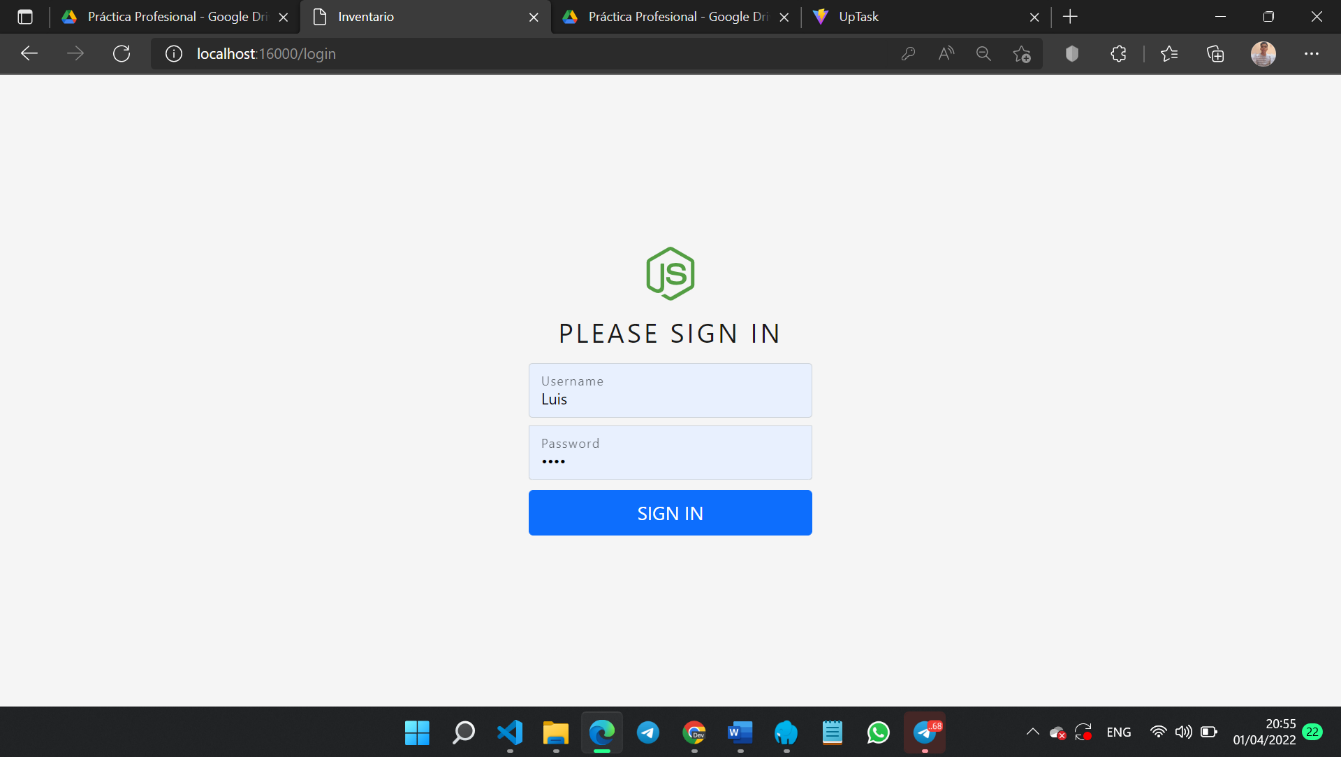 Práctica Profesional - Google Dri
Inventario
Práctica Profesional - Google Dri
UpTask
localhost:16000/login
JS
PLEASE SIGN IN
Username
Luis
Password
••••
SIGN IN
Dev
W
.68
ENG
20:55
01/04/2022
22